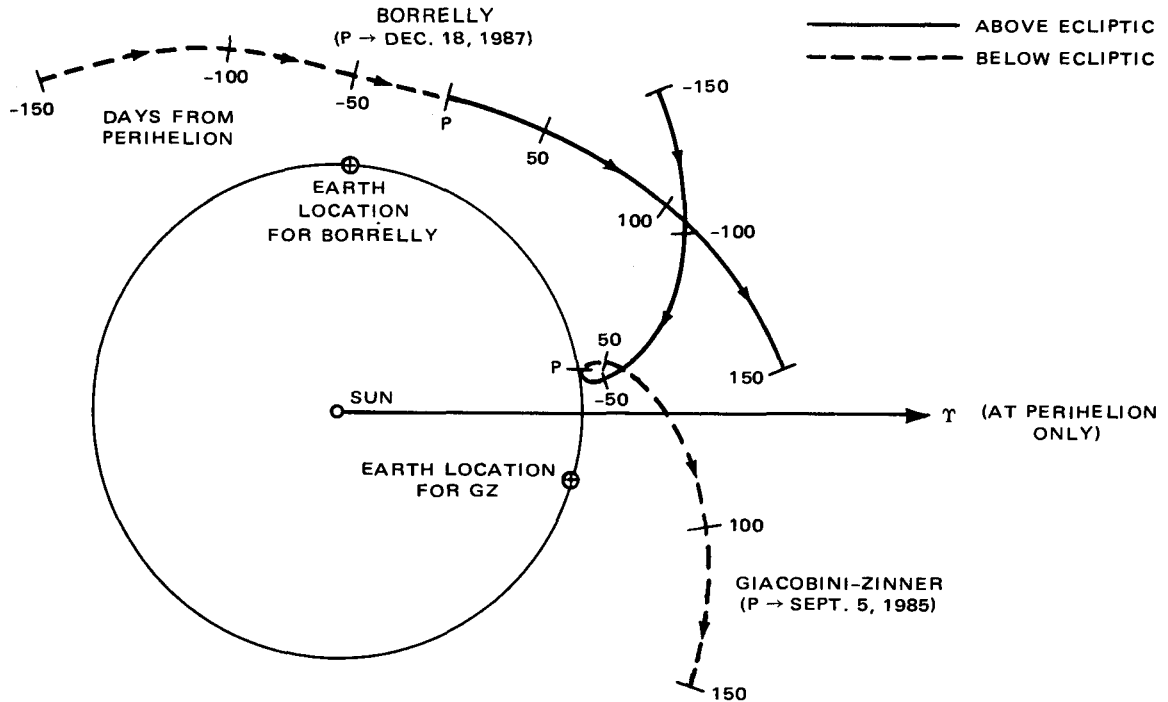 BORRELLY
(P → DEC. 18, 1987)
ABOVE ECLIPTIC
BELOW ECLIPTIC
-150
-100
-50
P
50
100
150
DAYS FROM
PERIHELION
-150
-100
EARTH
LOCATION
FOR BORRELLY
P
50
-50
SUN
♈ (AT PERIHELION
ONLY)
EARTH LOCATION
FOR GZ
100
GIACOBINI-ZINNER
(P → SEPT. 5, 1985)
150